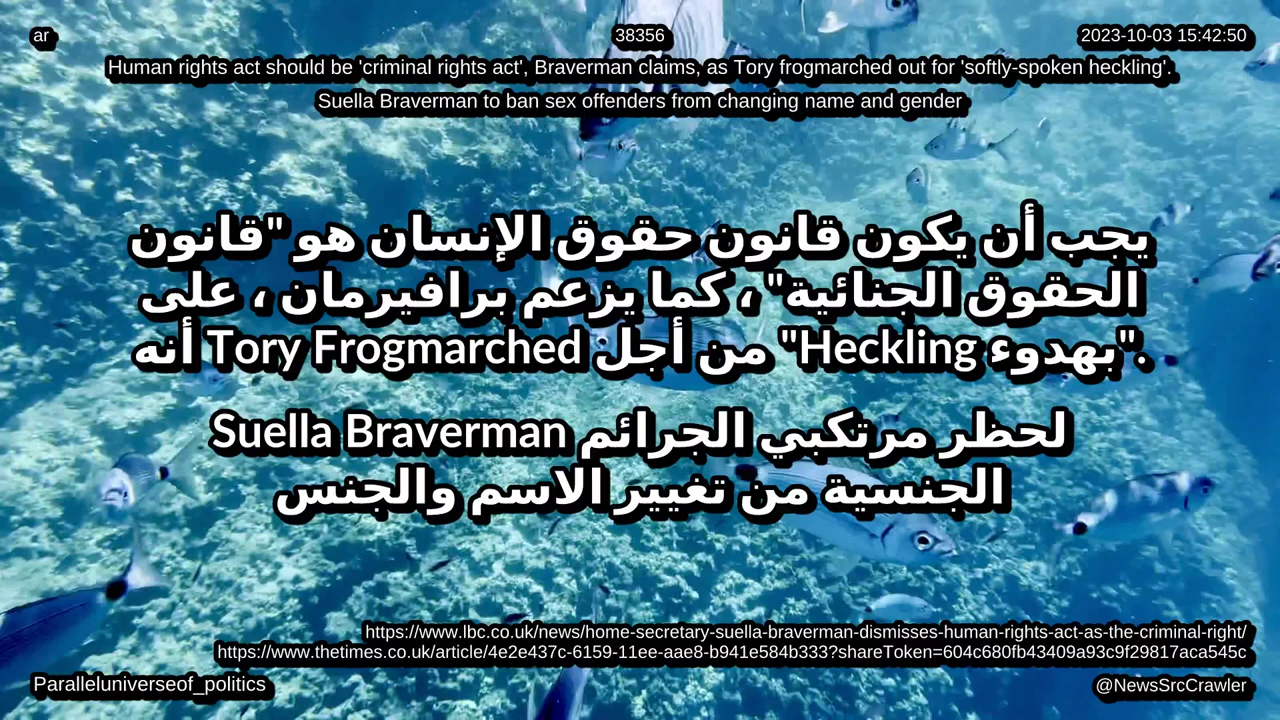 ar
38356
2023-10-03 15:42:50
Human rights act should be 'criminal rights act', Braverman claims, as Tory frogmarched out for 'softly-spoken heckling'.
Suella Braverman to ban sex offenders from changing name and gender
يجب أن يكون قانون حقوق الإنسان هو "قانون
الحقوق الجنائية" ، كما يزعم برافيرمان ، على
أنه Tory Frogmarched من أجل "Heckling بهدوء".
Suella Braverman لحظر مرتكبي الجرائم
الجنسية من تغيير الاسم والجنس
https://www.lbc.co.uk/news/home-secretary-suella-braverman-dismisses-human-rights-act-as-the-criminal-right/
https://www.thetimes.co.uk/article/4e2e437c-6159-11ee-aae8-b941e584b333?shareToken=604c680fb43409a93c9f29817aca545c
Paralleluniverseof_politics
@NewsSrcCrawler